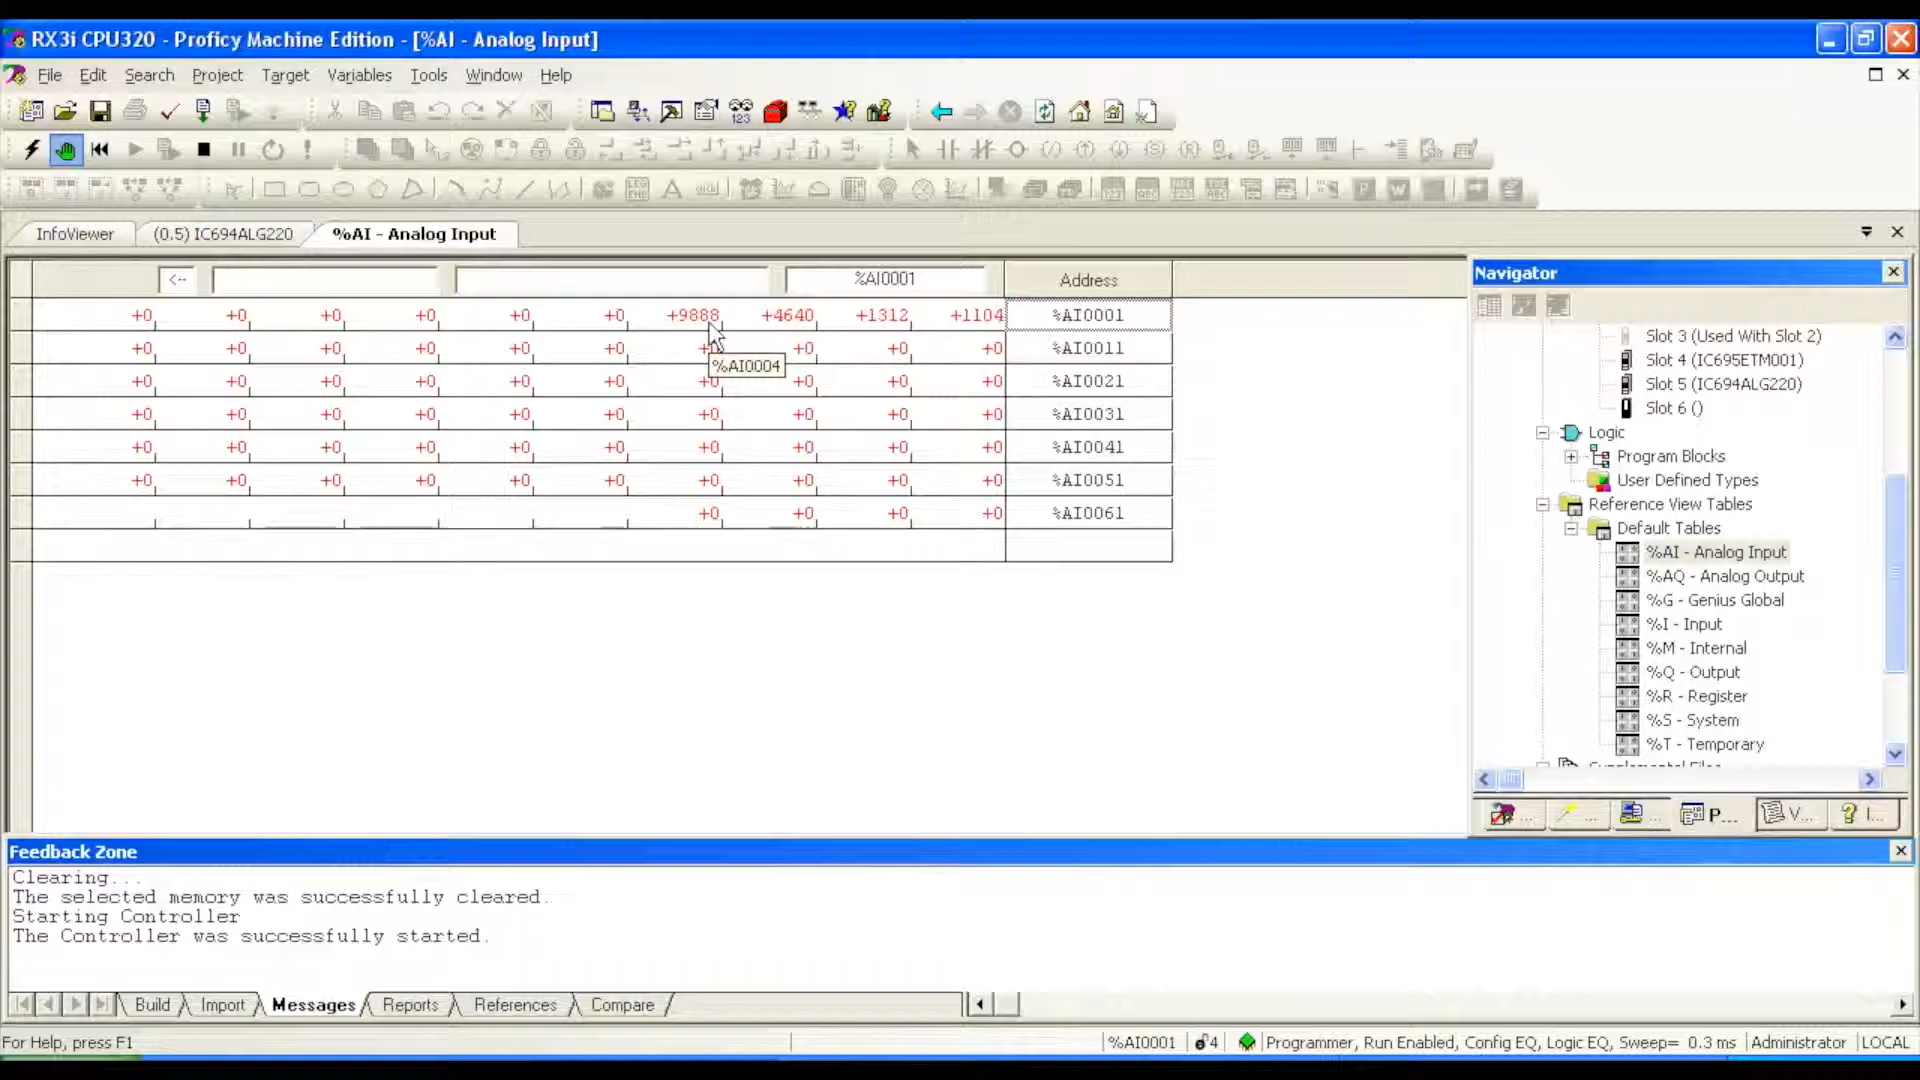 RX3i CPU320 - Proficy Machine Edition - [%AI - Analog Input]
File Edit Search Project Target Variables Tools Window Help
InfoViewer (0.5) IC694ALG220 %AI - Analog Input
<-- %AI0001 Address
+0 +0 +0 +0 +0 +0 +9888 +4640 +1312 +1104 %AI0001
+0 +0 +0 +0 +0 +0 +0 +0 +0 +0 %AI0011
%AI0004
+0 +0 +0 +0 +0 +0 +0 +0 +0 +0 %AI0021
+0 +0 +0 +0 +0 +0 +0 +0 +0 +0 %AI0031
+0 +0 +0 +0 +0 +0 +0 +0 +0 +0 %AI0041
+0 +0 +0 +0 +0 +0 +0 +0 +0 +0 %AI0051
+0 +0 +0 +0 %AI0061
Navigator
Slot 3 (Used With Slot 2)
Slot 4 (IC695ETM001)
Slot 5 (IC694ALG220)
Slot 6 ()
Logic
Program Blocks
User Defined Types
Reference View Tables
Default Tables
%AI - Analog Input
%AQ - Analog Output
%G - Genius Global
%I - Input
%M - Internal
%Q - Output
%R - Register
%S - System
%T - Temporary
P... V... I...
Feedback Zone
Clearing...
The selected memory was successfully cleared.
Starting Controller
The Controller was successfully started.
Build Import Messages Reports References Compare
For Help, press F1 %AI0001 4 Programmer, Run Enabled, Config EQ, Logic EQ, Sweep= 0.3 ms Administrator LOCAL